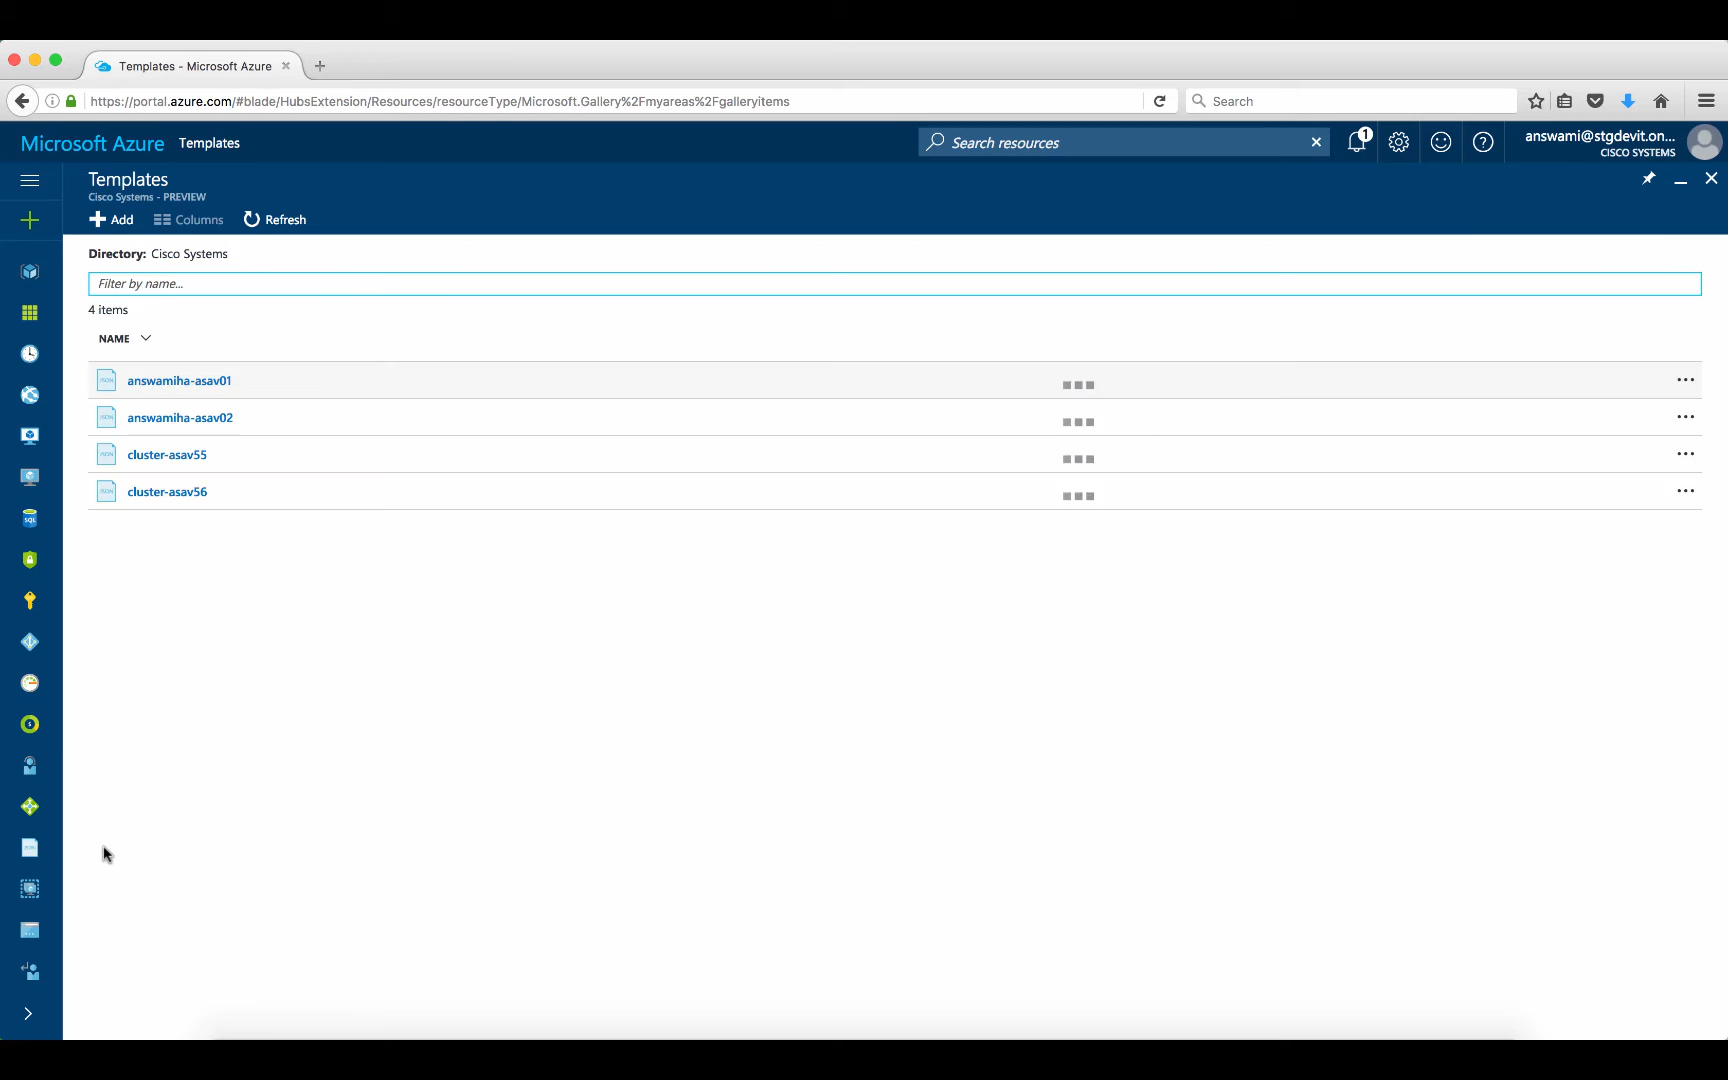 Templates - Microsoft Azure
https://portal.azure.com/#blade/HubsExtension/Resources/resourceType/Microsoft.Gallery%2Fmyareas%2Fgalleryitems
Search
Microsoft Azure
Templates
Search resources
1
answami@stgdevit.on...
CISCO SYSTEMS
Templates
Cisco Systems - PREVIEW
Add
Columns
Refresh
Directory: Cisco Systems
Filter by name...
4 items
NAME
answamiha-asav01
answamiha-asav02
cluster-asav55
cluster-asav56
SQL